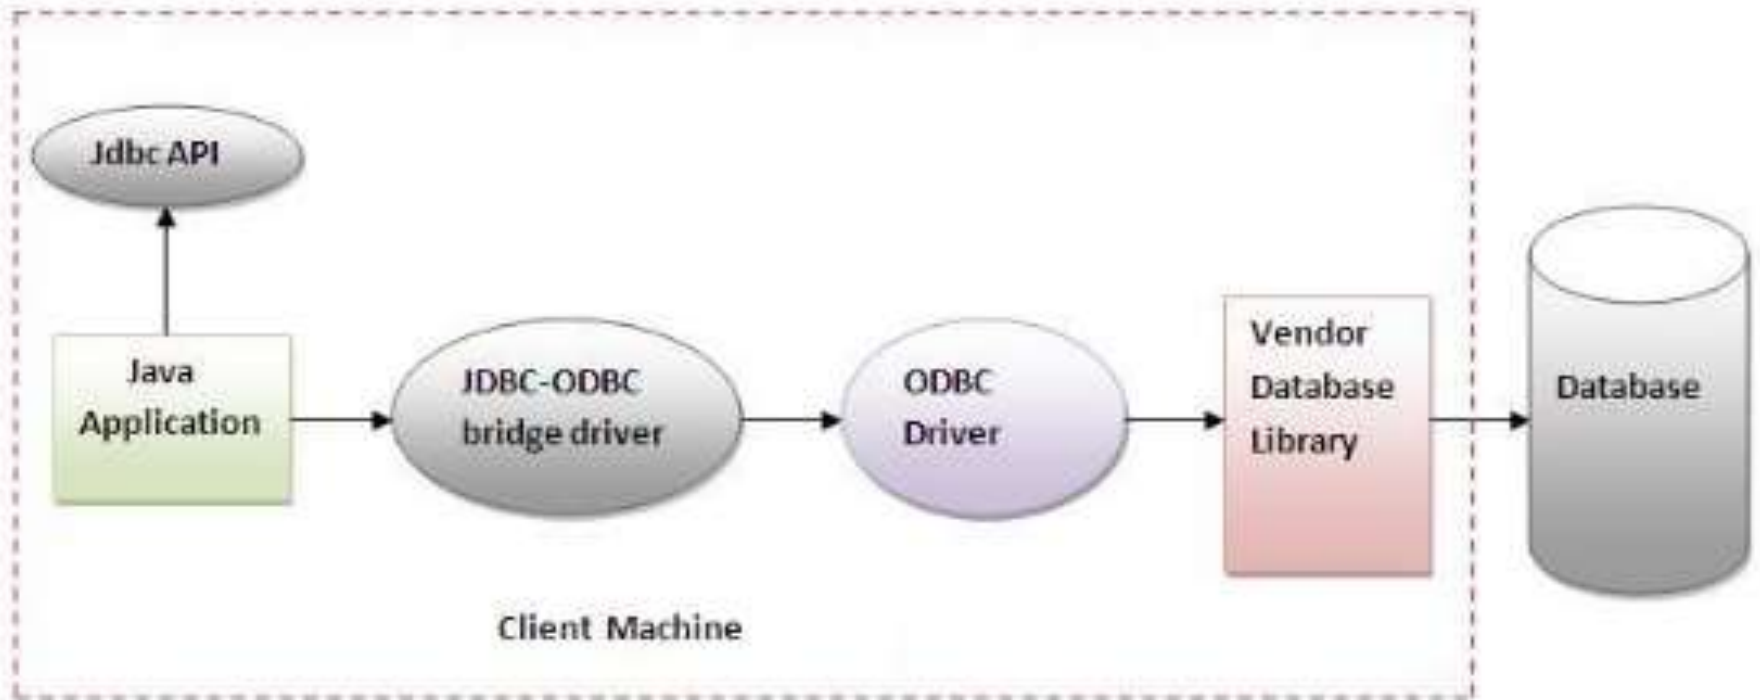 Jdbc API
Java
Application
JDBC-ODBC
bridge driver
ODBC
Driver
Vendor
Database
Library
Database
Client Machine